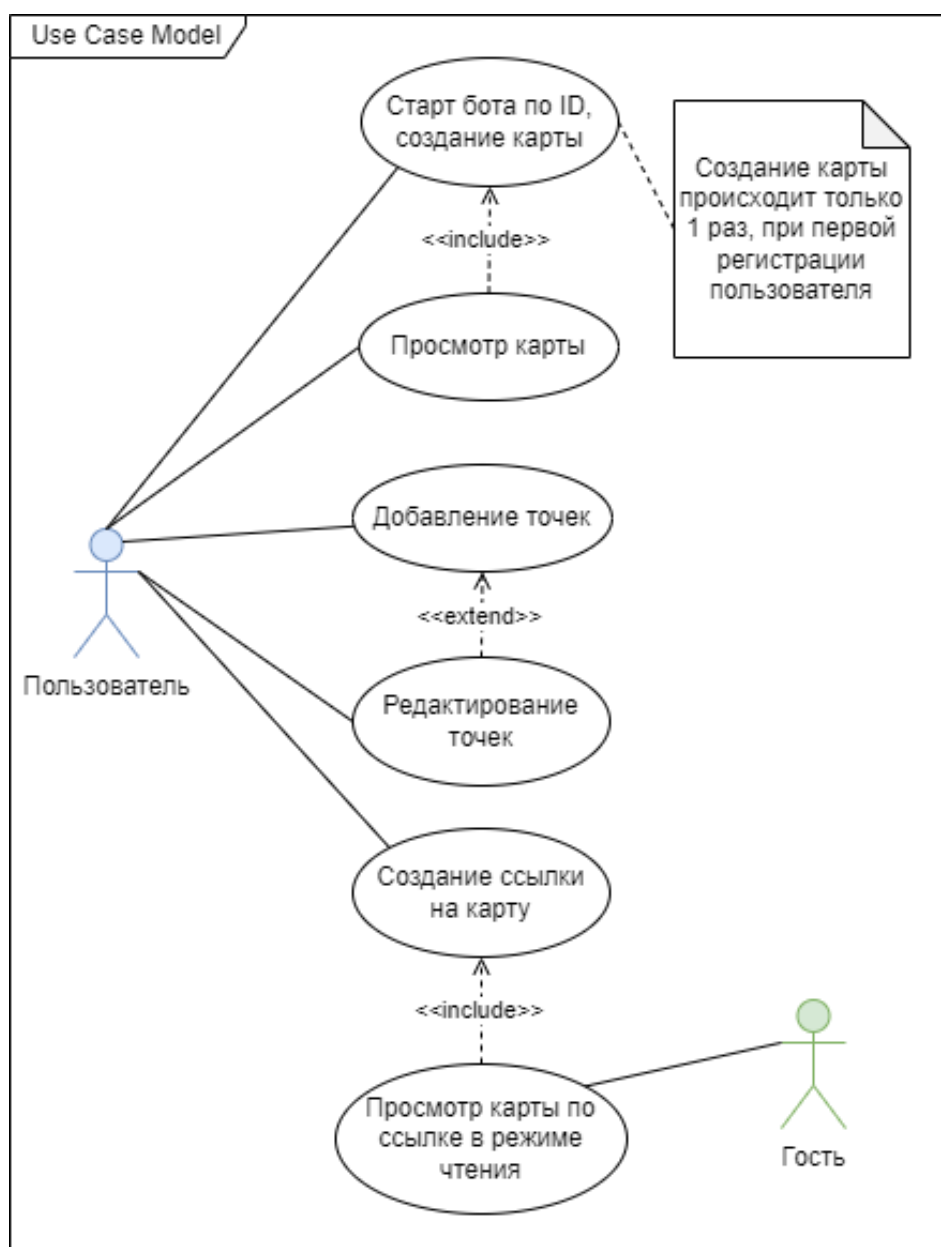 Use Case Model
Старт бота по ID,
создание карты
Создание карты
происходит только
1 раз, при первой
регистрации
пользователя
<<include>>
Просмотр карты
Добавление точек
<<extend>>
Пользователь
Редактирование
точек
Создание ссылки
на карту
<<include>>
Просмотр карты по
ссылке в режиме
чтения
Гость